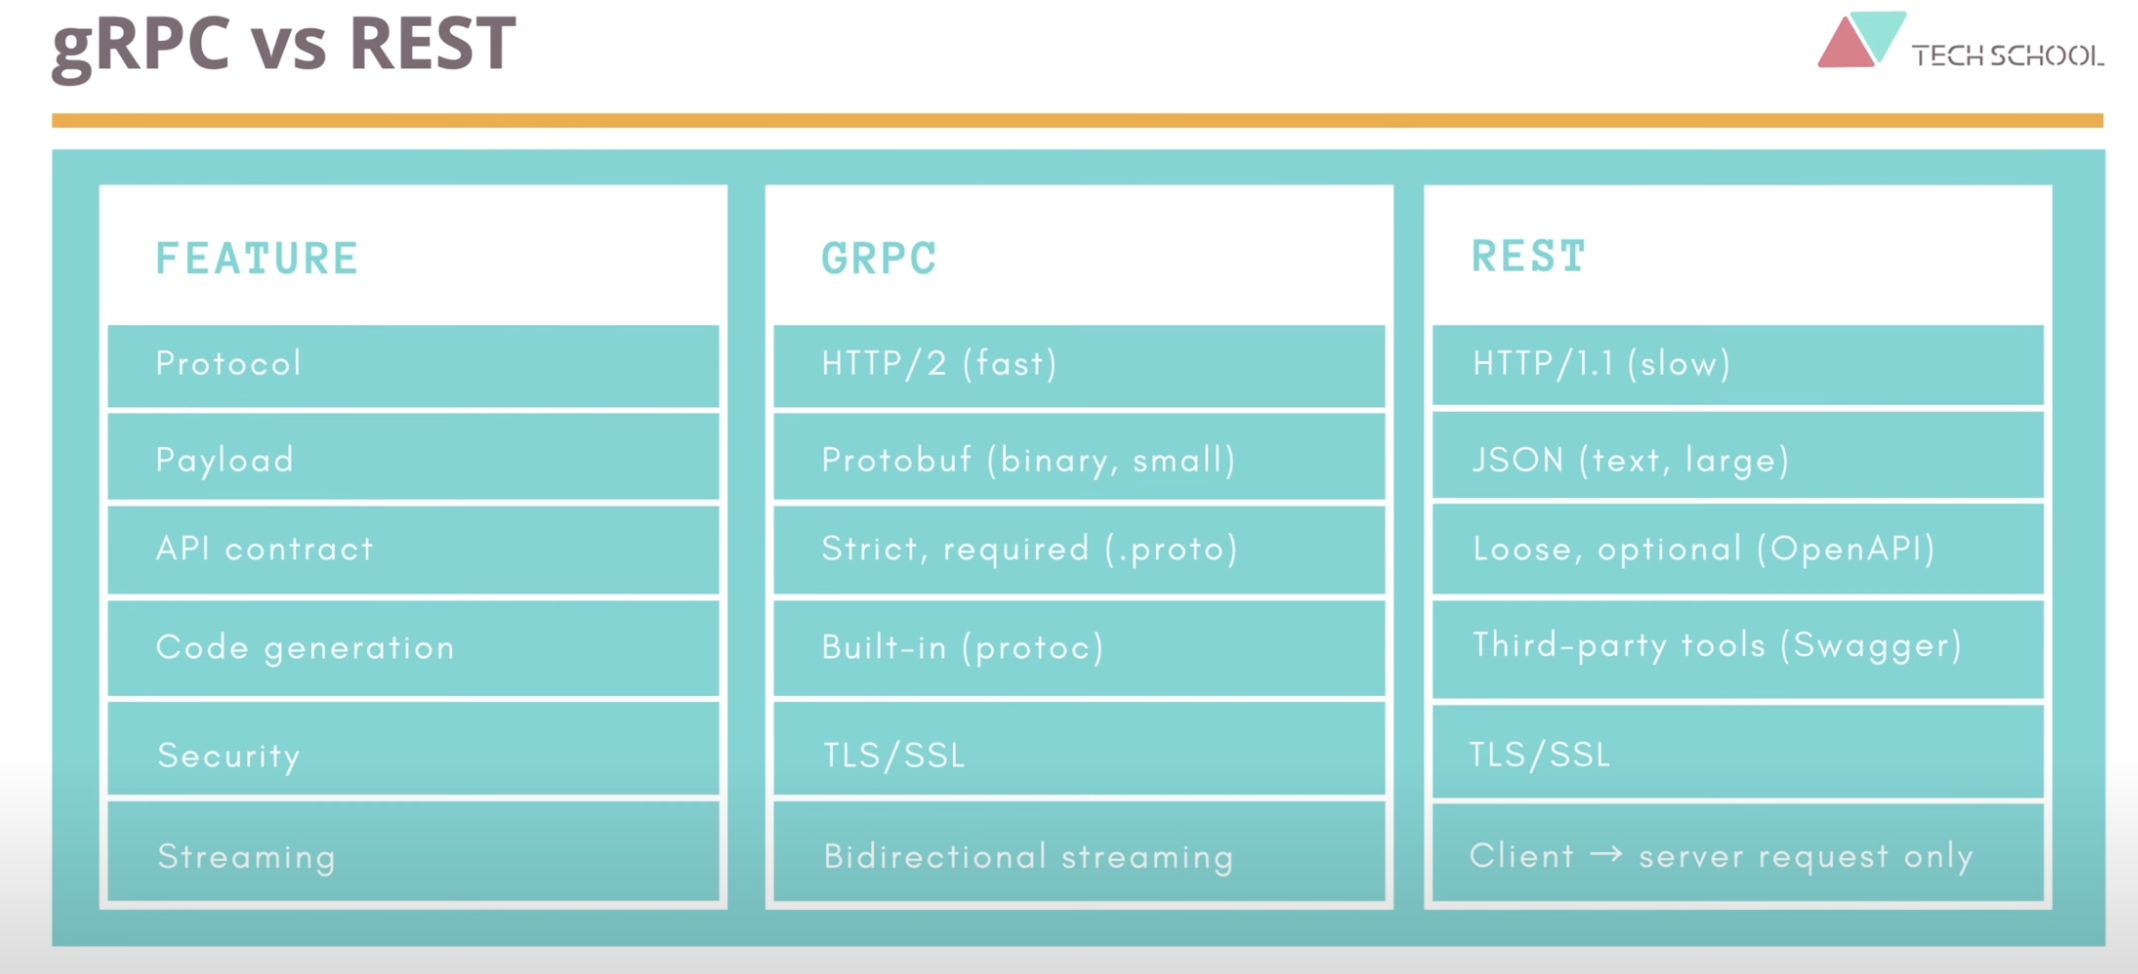 gRPC vs REST
TECH SCHOOL
FEATURE
GRPC
REST
Protocol
HTTP/2 (fast)
HTTP/1.1 (slow)
Payload
Protobuf (binary, small)
JSON (text, large)
API contract
Strict, required (.proto)
Loose, optional (OpenAPI)
Code generation
Built-in (protoc)
Third-party tools (Swagger)
Security
TLS/SSL
TLS/SSL
Streaming
Bidirectional streaming
Client → server request only